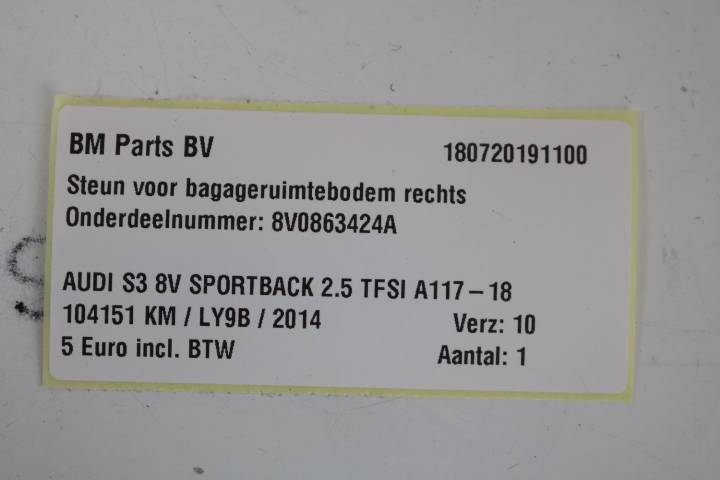 BM Parts BV 180720191100
Steun voor bagageruimtebodem rechts
Onderdeelnummer: 8V0863424A
AUDI S3 8V SPORTBACK 2.5 TFSI A117-18
104151 KM / LY9B / 2014 Verz: 10
5 Euro incl. BTW Aantal: 1